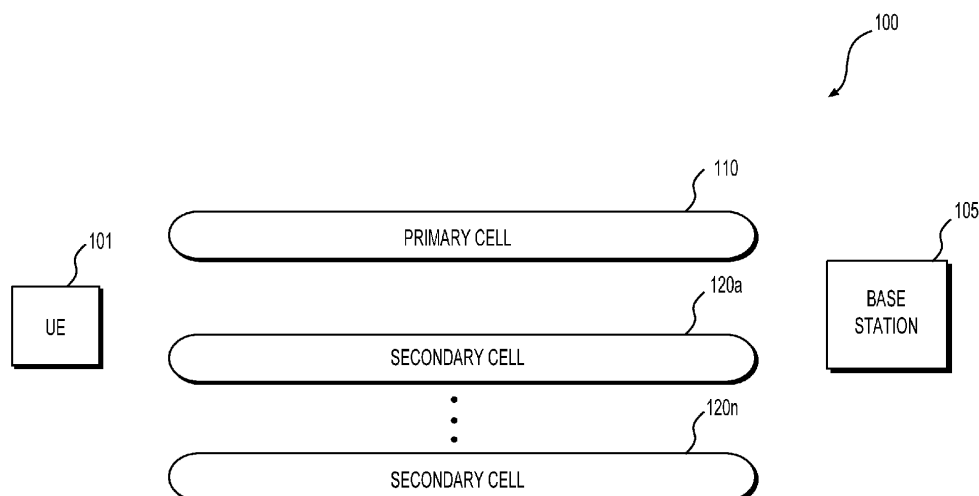 100
110
PRIMARY CELL
101
UE
105
BASE
STATION
120a
SECONDARY CELL
120n
SECONDARY CELL